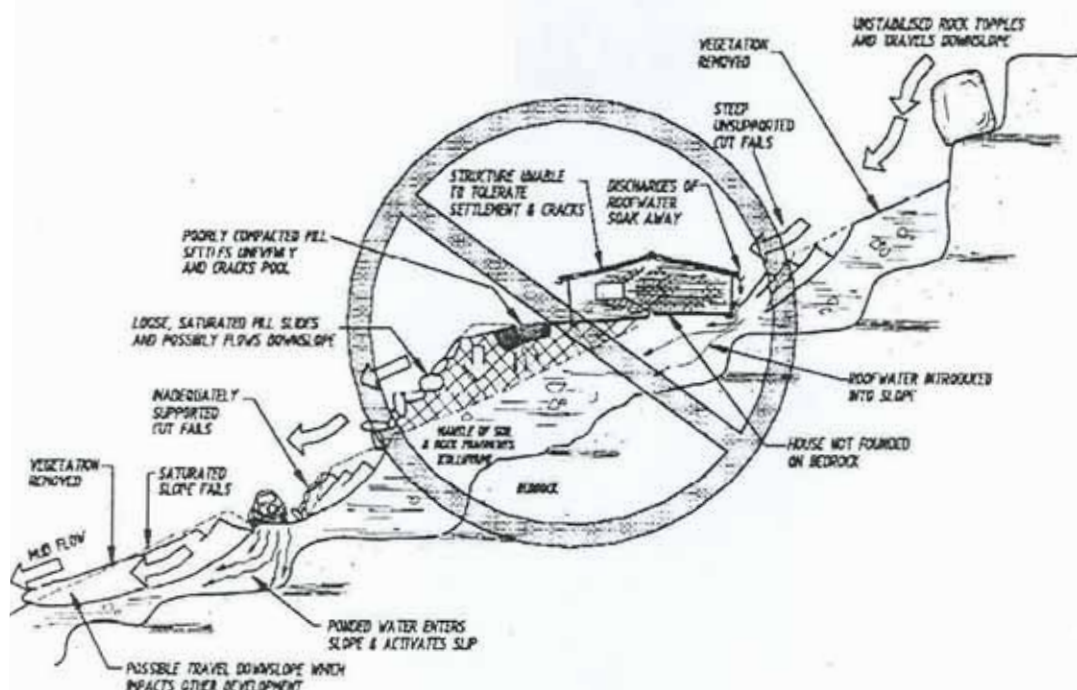 UNSTABILISED ROCK TOPPLES
AND TRAVELS DOWNSLOPE
VEGETATION
REMOVED
STEEP
UNSUPPORTED
CUT FAILS
STRUCTURE UNABLE
TO TOLERATE
SETTLEMENT & CRACKS
DISCHARGES OF
ROOFWATER
SOAK AWAY
POORLY COMPACTED FILL
SETTLES UNEVENLY
AND CRACKS POOL
LOOSE, SATURATED FILL SLIDES
AND POSSIBLY FLOWS DOWNSLOPE
ROOFWATER INTRODUCED
INTO SLOPE
INADEQUATELY
SUPPORTED
CUT FAILS
MANTLE OF SOIL
& ROCK FRAGMENTS
HOUSE NOT FOUNDED
ON BEDROCK
VEGETATION
REMOVED
SATURATED
SLOPE FAILS
BEDROCK
MUD FLOW
PONDED WATER ENTERS
SLOPE & ACTIVATES SLIP
POSSIBLE TRAVEL DOWNSLOPE WHICH
IMPACTS OTHER DEVELOPMENT